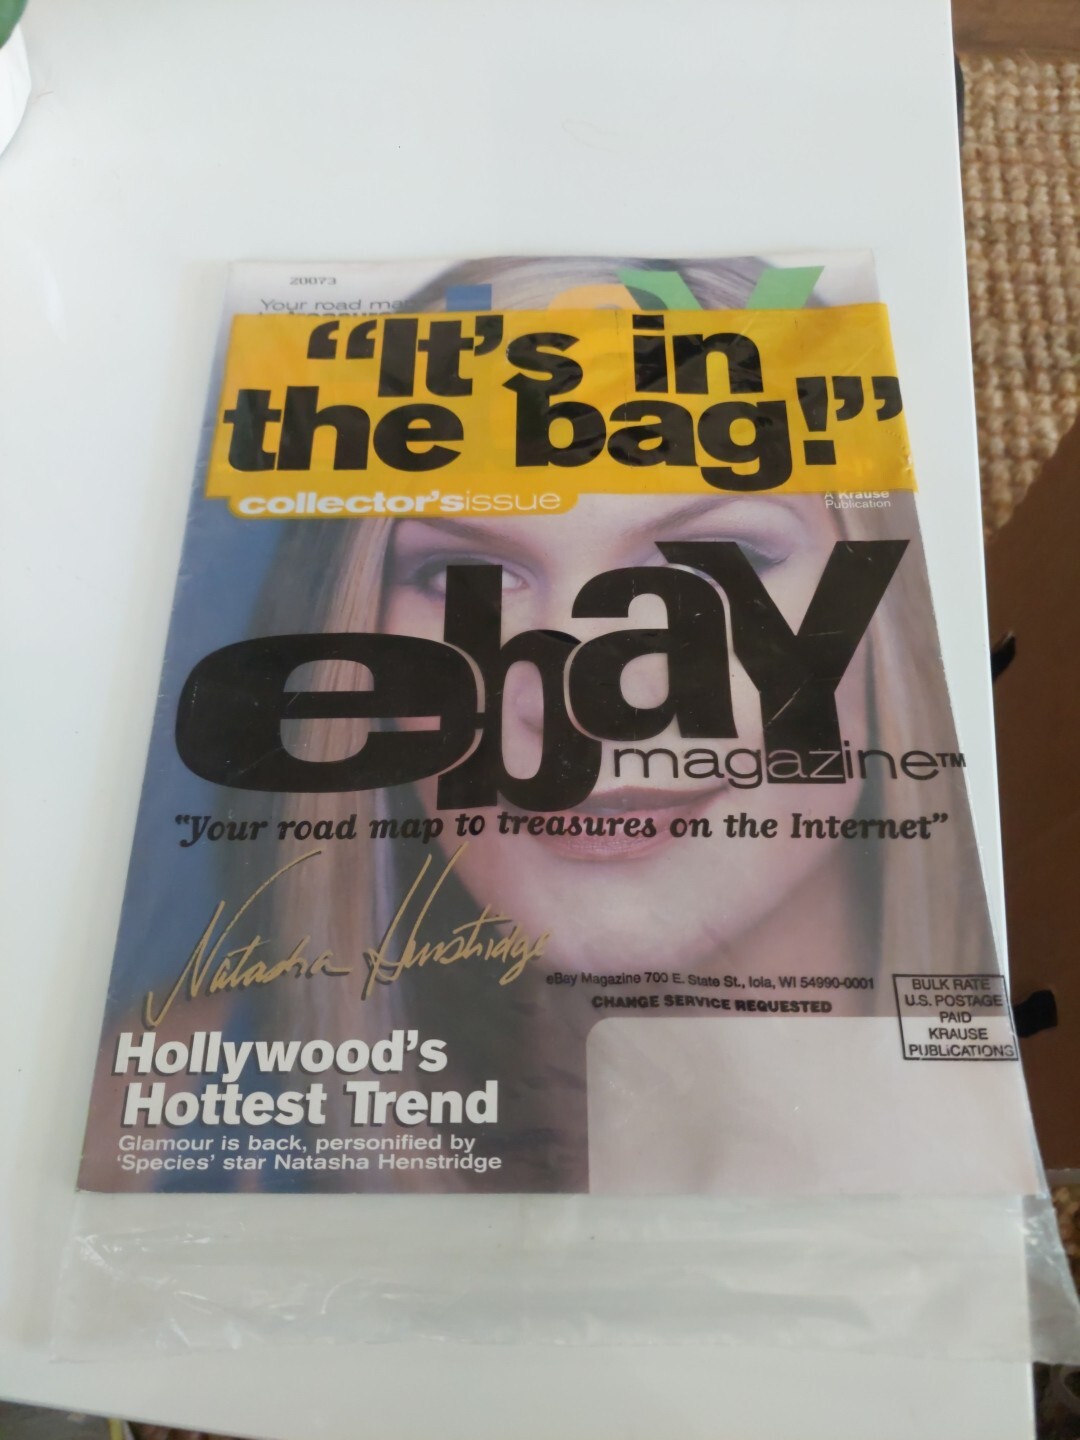 20073
Your road map
“It’s in
the bag!”
collector’sissue
A Krause
Publication
ebay
magazine™
“Your road map to treasures on the Internet”
Natasha Henstridge
eBay Magazine 700 E. State St., Iola, WI 54990-0001
CHANGE SERVICE REQUESTED
BULK RATE
U.S. POSTAGE
PAID
KRAUSE
PUBLICATIONS
Hollywood’s
Hottest Trend
Glamour is back, personified by
‘Species’ star Natasha Henstridge